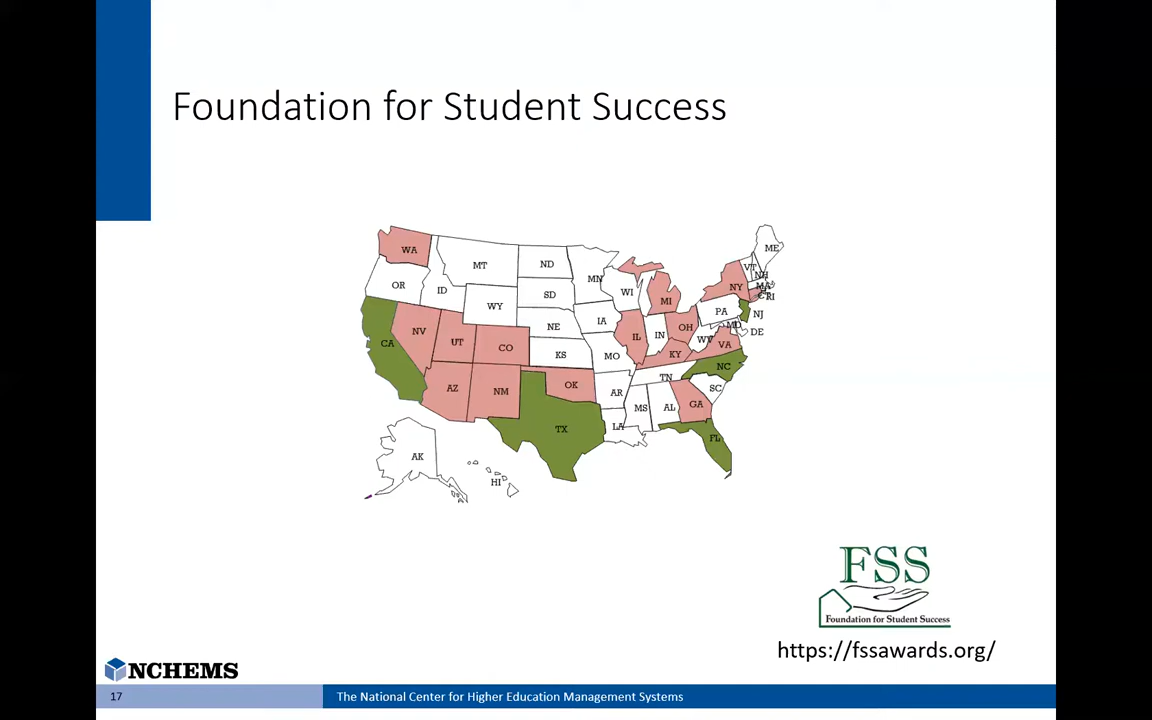 Foundation for Student Success
WA
MT
ND
MN
ME
VT
NH
OR
ID
SD
WI
MI
NY
MA
CT
RI
WY
IA
PA
NJ
NV
UT
CO
NE
IL
IN
OH
MD
DE
CA
KS
MO
KY
WV
VA
AZ
NM
OK
AR
TN
NC
SC
TX
LA
MS
AL
GA
FL
AK
HI
FSS
Foundation for Student Success
https://fssawards.org/
NCHEMS
17
The National Center for Higher Education Management Systems